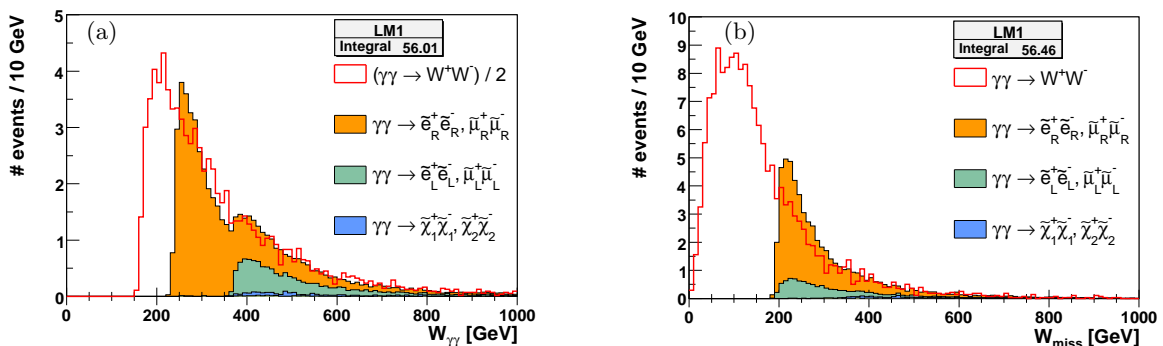 (a)
LM1
Integral 56.01
(γγ → W⁺W⁻) / 2
γγ → ẽ⁺_R ẽ⁻_R, μ̃⁺_R μ̃⁻_R
γγ → ẽ⁺_L ẽ⁻_L, μ̃⁺_L μ̃⁻_L
γγ → χ̃⁺_1 χ̃⁻_1, χ̃⁺_2 χ̃⁻_2
# events / 10 GeV
5
4
3
2
1
0
0 200 400 600 800 1000
W_γγ [GeV]
(b)
LM1
Integral 56.46
γγ → W⁺W⁻
γγ → ẽ⁺_R ẽ⁻_R, μ̃⁺_R μ̃⁻_R
γγ → ẽ⁺_L ẽ⁻_L, μ̃⁺_L μ̃⁻_L
γγ → χ̃⁺_1 χ̃⁻_1, χ̃⁺_2 χ̃⁻_2
# events / 10 GeV
10
9
8
7
6
5
4
3
2
1
0
0 200 400 600 800 1000
W_miss [GeV]